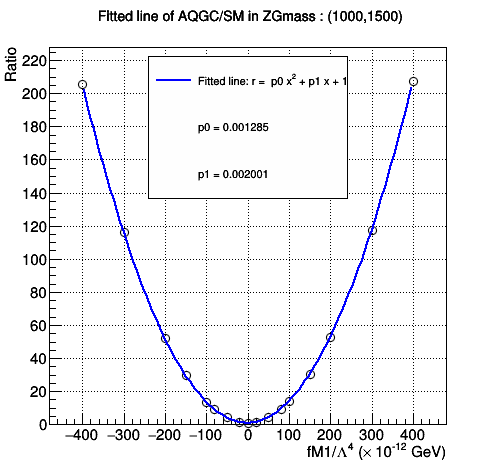 FItted line of AQGC/SM in ZGmass : (1000,1500)
Ratio
220
200
180
160
140
120
100
80
60
40
20
0
Fitted line: r = p0 x² + p1 x + 1
p0 = 0.001285
p1 = 0.002001
−400 −300 −200 −100 0 100 200 300 400
fM1/Λ⁴ (× 10⁻¹² GeV)